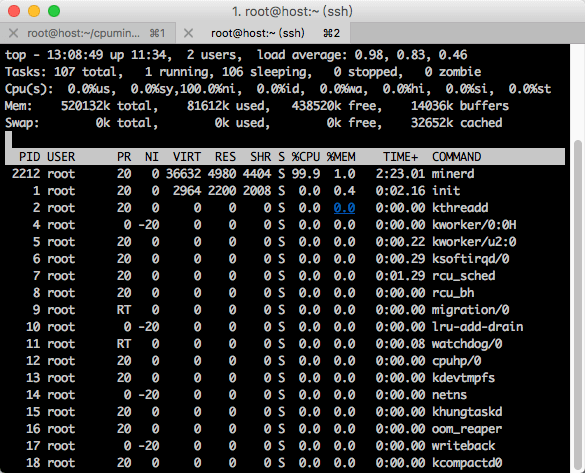 1. root@host:~ (ssh)
root@host:~/cpumin... ⌘1 root@host:~ (ssh) ⌘2
top - 13:08:49 up 11:34,  2 users,  load average: 0.98, 0.83, 0.46
Tasks: 107 total,   1 running, 106 sleeping,   0 stopped,   0 zombie
Cpu(s):  0.0%us,  0.0%sy,100.0%ni,  0.0%id,  0.0%wa,  0.0%hi,  0.0%si,  0.0%st
Mem:    520132k total,    81612k used,   438520k free,    14036k buffers
Swap:        0k total,        0k used,        0k free,    32652k cached
PID USER      PR  NI  VIRT  RES  SHR S %CPU %MEM    TIME+  COMMAND
2212 root      20   0 36632 4980 4404 S 99.9  1.0   2:23.01 minerd
1 root      20   0  2964 2200 2008 S  0.0  0.4   0:02.16 init
2 root      20   0     0    0    0 S  0.0  0.0   0:00.00 kthreadd
4 root       0 -20     0    0    0 S  0.0  0.0   0:00.00 kworker/0:0H
5 root      20   0     0    0    0 S  0.0  0.0   0:00.22 kworker/u2:0
6 root      20   0     0    0    0 S  0.0  0.0   0:00.29 ksoftirqd/0
7 root      20   0     0    0    0 S  0.0  0.0   0:01.29 rcu_sched
8 root      20   0     0    0    0 S  0.0  0.0   0:00.00 rcu_bh
9 root      RT   0     0    0    0 S  0.0  0.0   0:00.00 migration/0
10 root       0 -20     0    0    0 S  0.0  0.0   0:00.00 lru-add-drain
11 root      RT   0     0    0    0 S  0.0  0.0   0:00.08 watchdog/0
12 root      20   0     0    0    0 S  0.0  0.0   0:00.00 cpuhp/0
13 root      20   0     0    0    0 S  0.0  0.0   0:00.00 kdevtmpfs
14 root       0 -20     0    0    0 S  0.0  0.0   0:00.00 netns
15 root      20   0     0    0    0 S  0.0  0.0   0:00.00 khungtaskd
16 root      20   0     0    0    0 S  0.0  0.0   0:00.00 oom_reaper
17 root       0 -20     0    0    0 S  0.0  0.0   0:00.00 writeback
18 root      20   0     0    0    0 S  0.0  0.0   0:00.00 kcompactd0